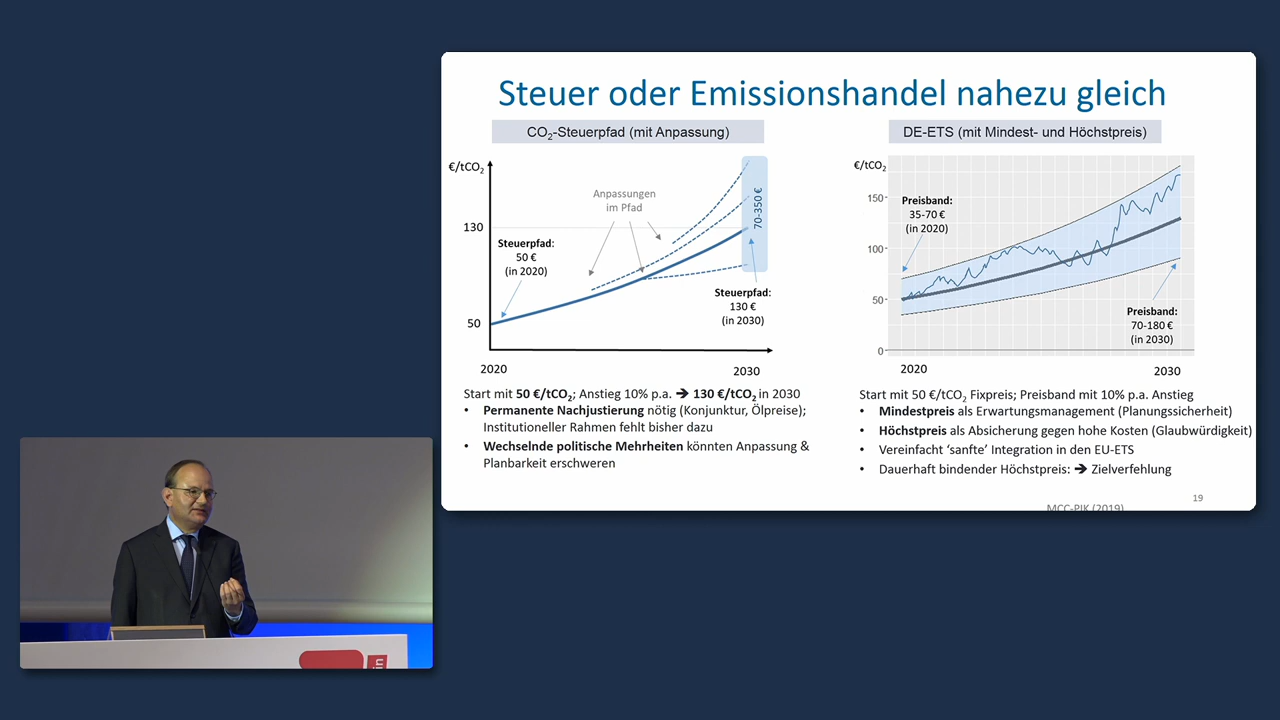 Steuer oder Emissionshandel nahezu gleich
CO₂-Steuerpfad (mit Anpassung)
€/tCO₂
130
50
2020
2030
Steuerpfad:
50 €
(in 2020)
Anpassungen
im Pfad
70-350 €
Steuerpfad:
130 €
(in 2030)
Start mit 50 €/tCO₂; Anstieg 10% p.a. ➔ 130 €/tCO₂ in 2030
• Permanente Nachjustierung nötig (Konjunktur, Ölpreise);
Institutioneller Rahmen fehlt bisher dazu
• Wechselnde politische Mehrheiten könnten Anpassung &
Planbarkeit erschweren
DE-ETS (mit Mindest- und Höchstpreis)
€/tCO₂
150
100
50
0
2020
2030
Preisband:
35-70 €
(in 2020)
Preisband:
70-180 €
(in 2030)
Start mit 50 €/tCO₂ Fixpreis; Preisband mit 10% p.a. Anstieg
• Mindestpreis als Erwartungsmanagement (Planungssicherheit)
• Höchstpreis als Absicherung gegen hohe Kosten (Glaubwürdigkeit)
• Vereinfacht ‘sanfte’ Integration in den EU-ETS
• Dauerhaft bindender Höchstpreis: ➔ Zielverfehlung
19
MCC-PIK (2019)
in